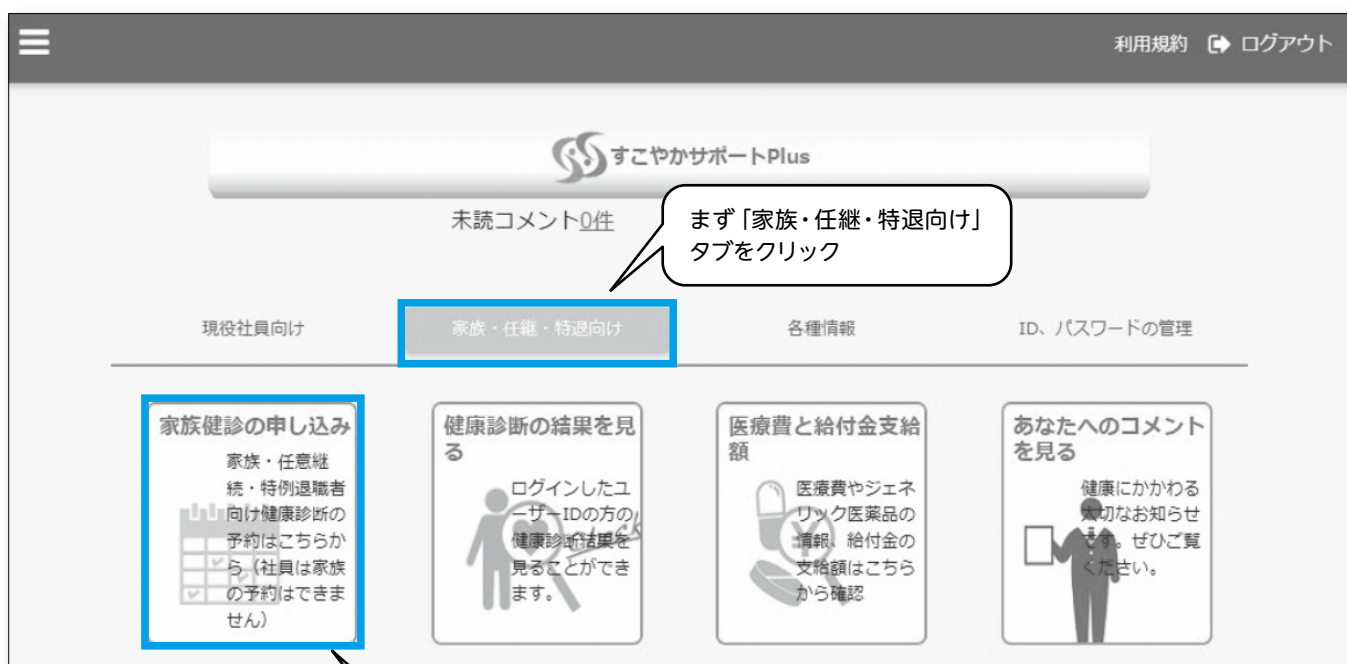 利用規約 ログアウト
すこやかサポートPlus
未読コメント0件
まず「家族・任継・特退向け」
タブをクリック
現役社員向け
家族・任継・特退向け
各種情報
ID、パスワードの管理
家族健診の申し込み
家族・任意継
続・特例退職者
向け健康診断の
予約はこちらか
ら（社員は家族
の予約はできま
せん）
健康診断の結果を見
る
ログインしたユ
ーザーIDの方の
健康診断結果を
見ることができ
ます。
check
医療費と給付金支給
額
医療費やジェネ
リック医薬品の
情報、給付金の
支給額はこちら
から確認
あなたへのコメント
を見る
健康にかかわる
大切なお知らせ
です。ぜひご覧
ください。